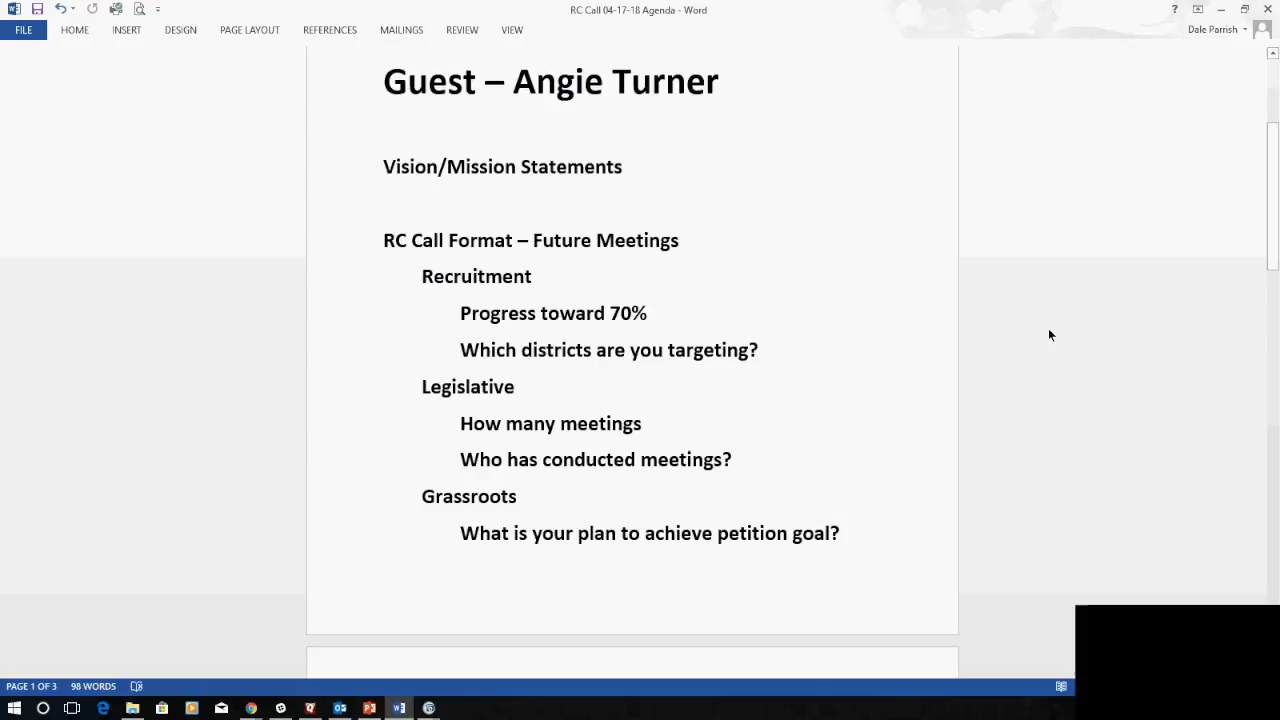 RC Call 04-17-18 Agenda - Word
FILE
HOME
INSERT
DESIGN
PAGE LAYOUT
REFERENCES
MAILINGS
REVIEW
VIEW
Dale Parrish
Guest – Angie Turner
Vision/Mission Statements
RC Call Format – Future Meetings
Recruitment
Progress toward 70%
Which districts are you targeting?
Legislative
How many meetings
Who has conducted meetings?
Grassroots
What is your plan to achieve petition goal?
PAGE 1 OF 3
98 WORDS